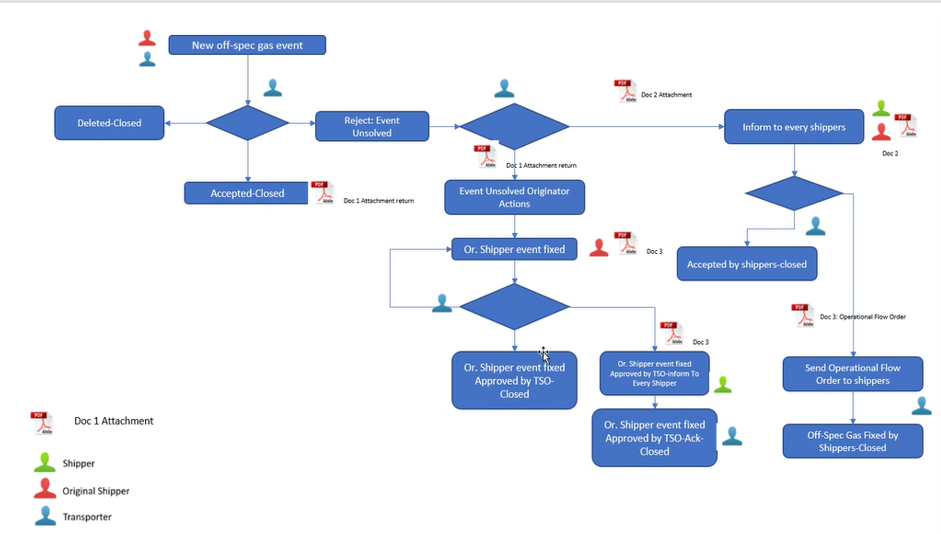 New off-spec gas event
Deleted-Closed
Reject: Event
Unsolved
Accepted-Closed
PDF
Adobe
Doc 1 Attachment return
PDF
Adobe
Doc 2 Attachment
PDF
Adobe
Doc 1 Attachment return
Inform to every shippers
PDF
Adobe
Doc 2
Event Unsolved Originator
Actions
Or. Shipper event fixed
PDF
Adobe
Doc 3
Accepted by shippers-closed
PDF
Adobe
Doc 3: Operational Flow Order
PDF
Adobe
Doc 3
Or. Shipper event fixed
Approved by TSO-
Closed
Or. Shipper event fixed
Approved by TSO-inform To
Every Shipper
Send Operational Flow
Order to shippers
Or. Shipper event fixed
Approved by TSO-Ack-
Closed
Off-Spec Gas Fixed by
Shippers-Closed
PDF
Adobe
Doc 1 Attachment
Shipper
Original Shipper
Transporter